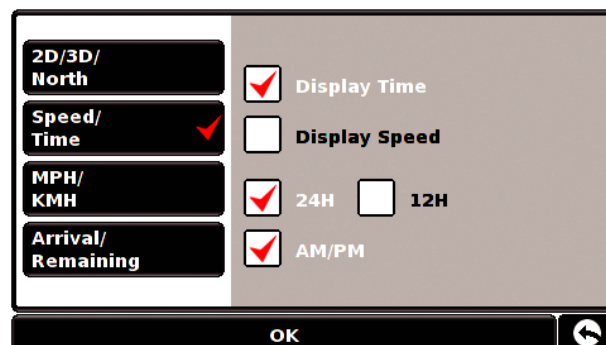 2D/3D/
North
Speed/
Time
MPH/
KMH
Arrival/
Remaining
Display Time
Display Speed
24H 12H
AM/PM
OK